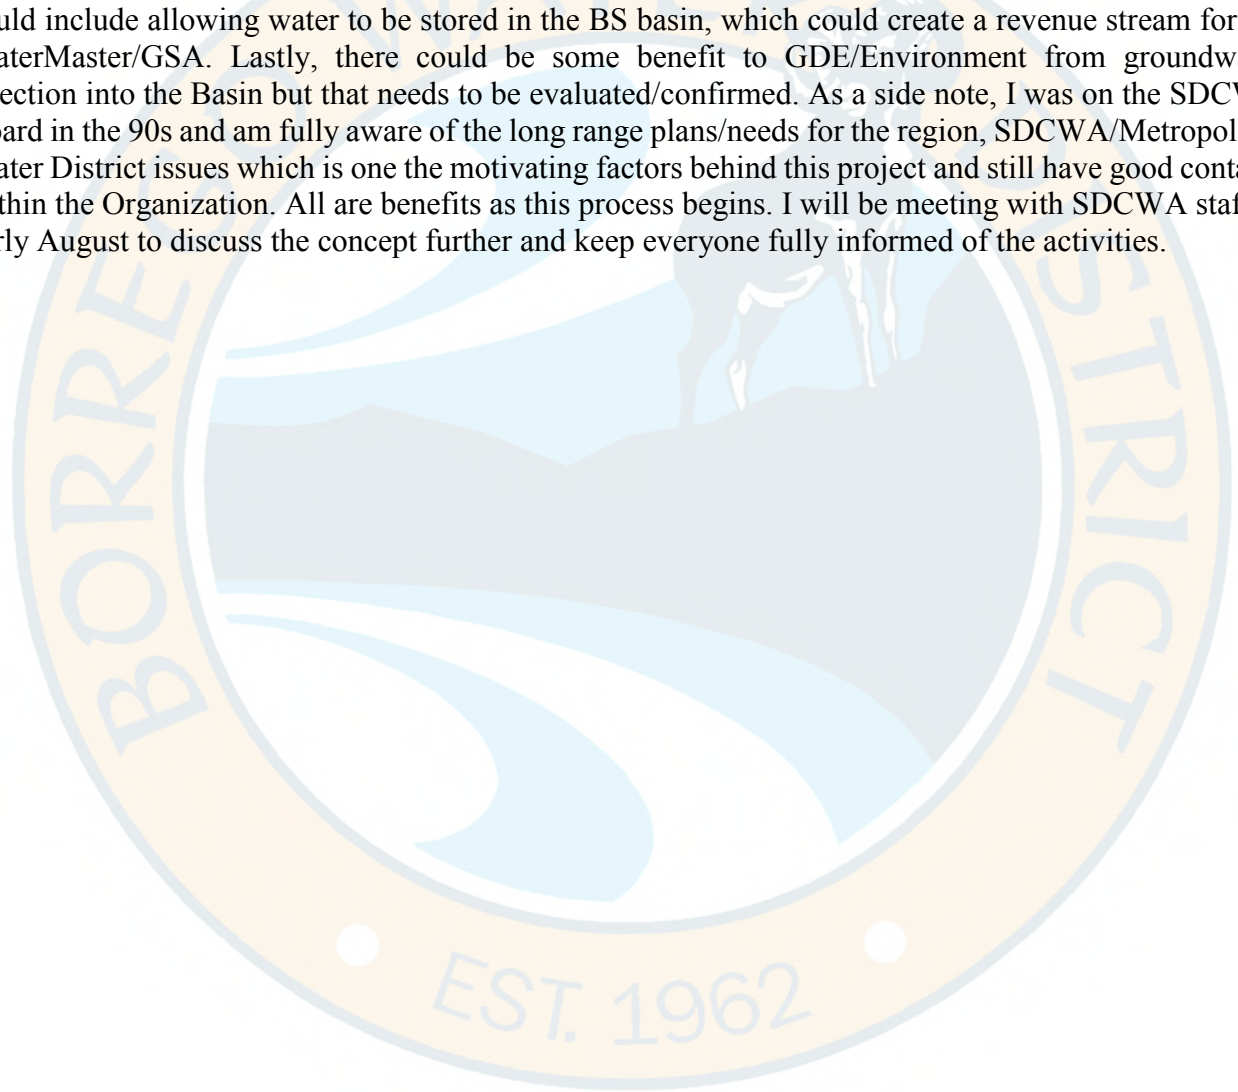 uld include allowing water to be stored in the BS basin, which could create a revenue stream for
aterMaster/GSA. Lastly, there could be some benefit to GDE/Environment from groundw
ection into the Basin but that needs to be evaluated/confirmed. As a side note, I was on the SDCW
ard in the 90s and am fully aware of the long range plans/needs for the region, SDCWA/Metropol
ater District issues which is one the motivating factors behind this project and still have good conta
thin the Organization. All are benefits as this process begins. I will be meeting with SDCWA staf
rly August to discuss the concept further and keep everyone fully informed of the activities.
BORRE
STRICT
EST. 1962